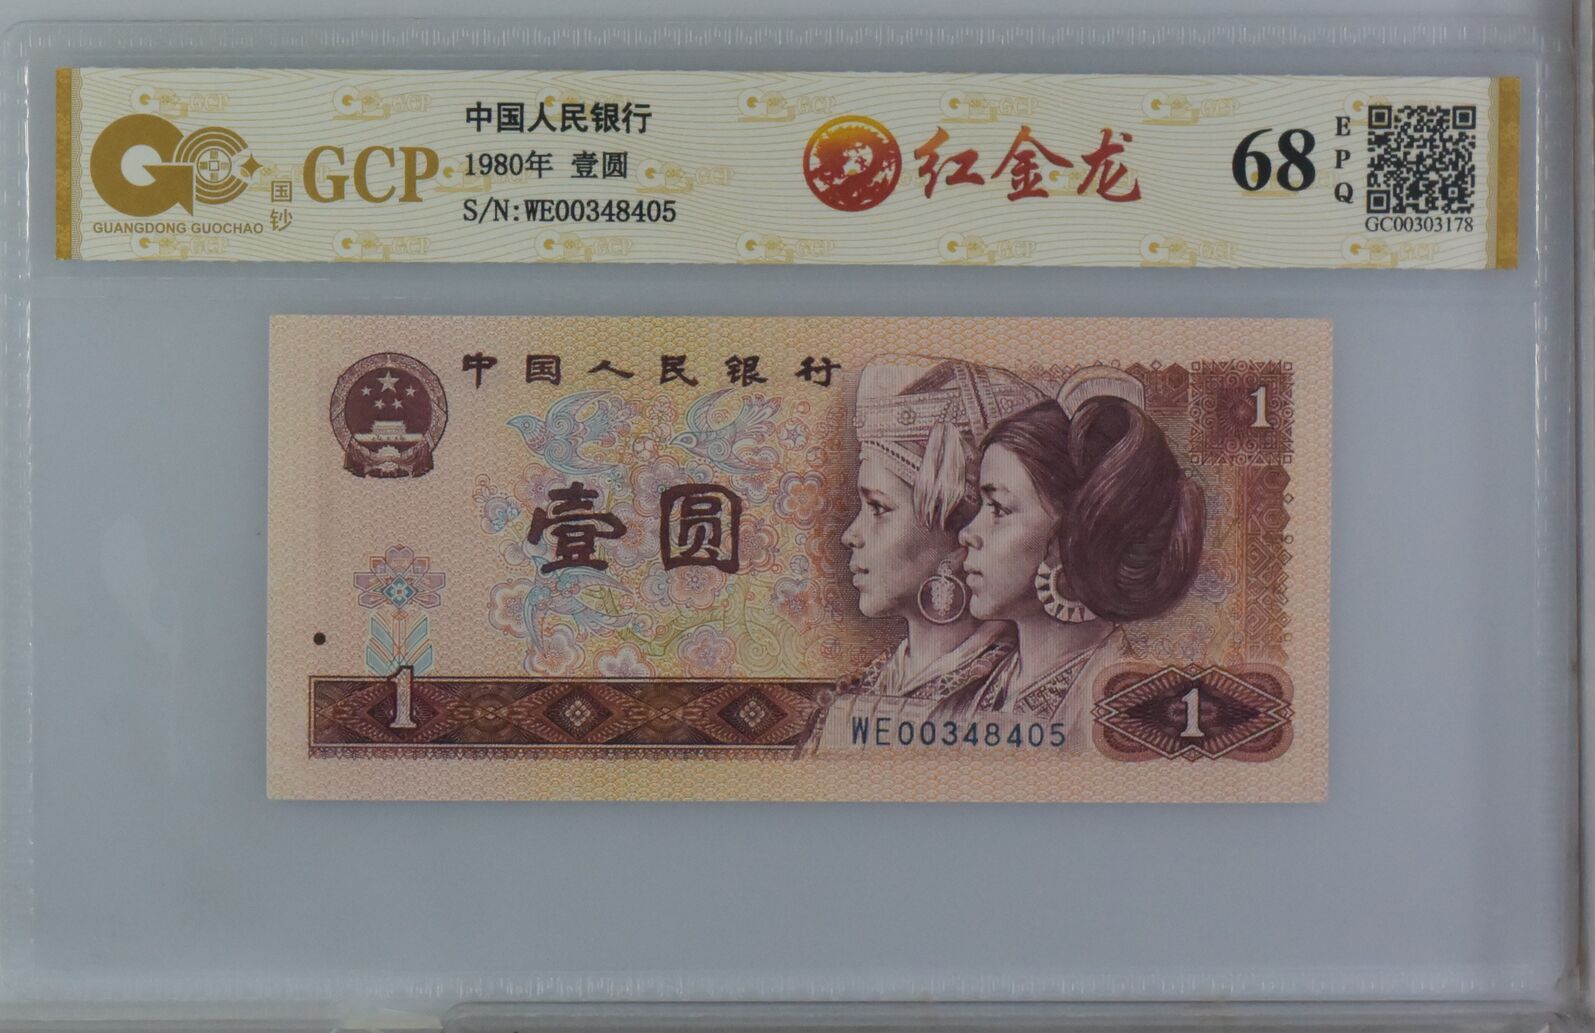 中国人民银行
1980年 壹圆
S/N:WE00348405
GCP
国钞
GUANGDONG GUOCHAO
红金龙
68
EPQ
GC00303178
中国人民银行
1
壹圆
1
WE00348405
1